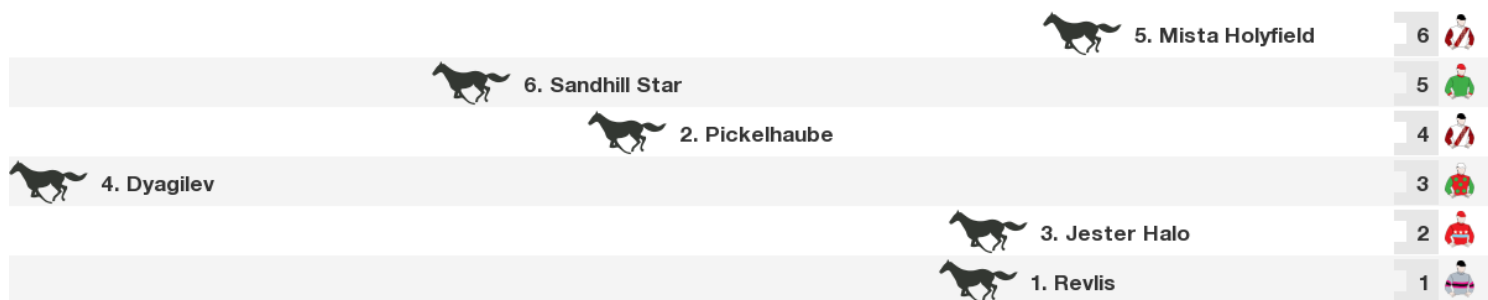 5. Mista Holyfield 6
6. Sandhill Star 5
2. Pickelhaube 4
4. Dyagilev 3
3. Jester Halo 2
1. Revlis 1